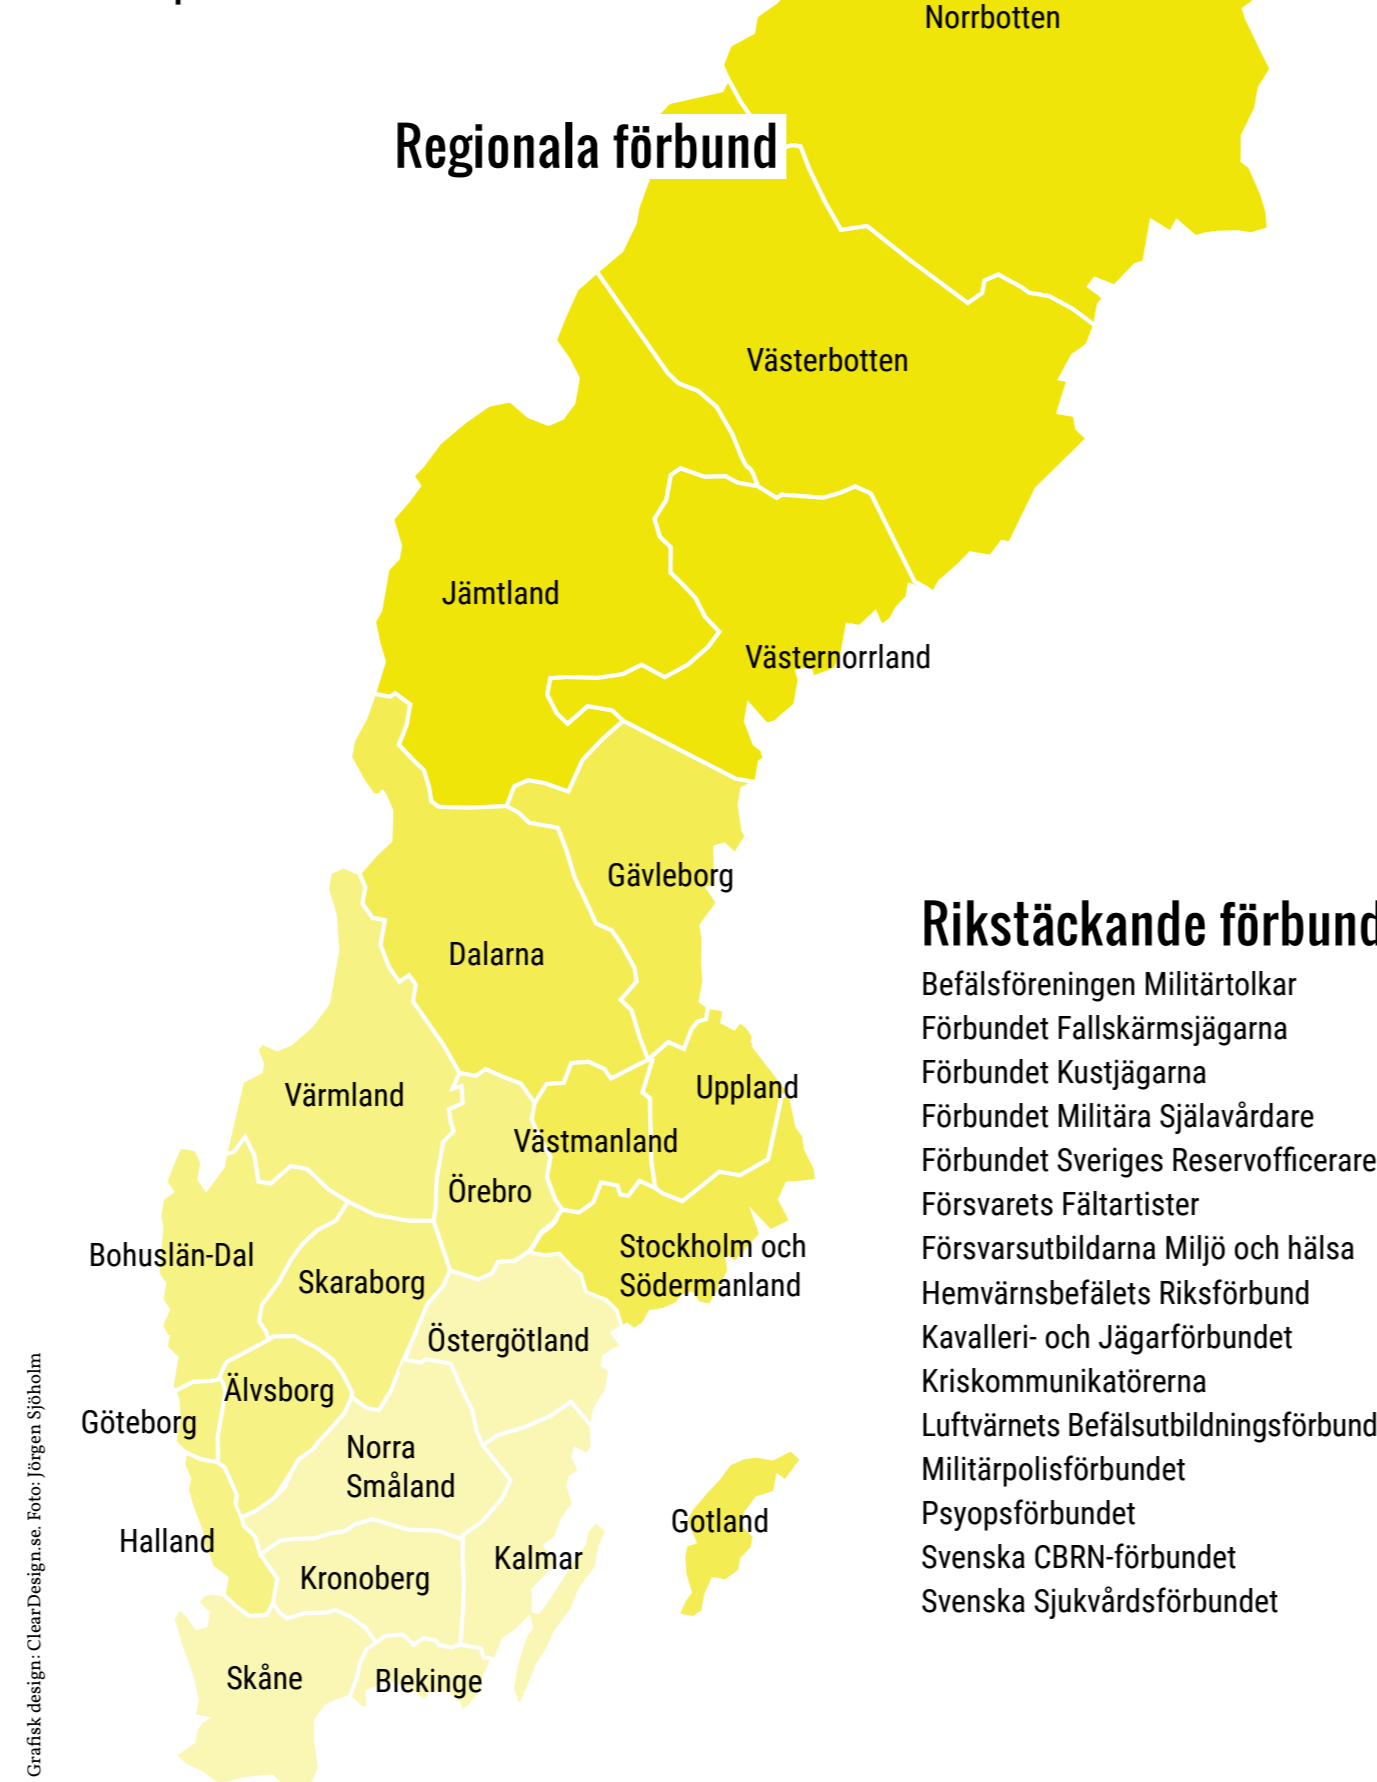 Norrbotten
Regionala förbund
Västerbotten
Jämtland
Västernorrland
Gävleborg
Dalarna
Uppland
Värmland
Västmanland
Örebro
Stockholm och
Södermanland
Bohuslän-Dal
Skaraborg
Östergötland
Älvsborg
Göteborg
Norra
Småland
Gotland
Halland
Kalmar
Kronoberg
Skåne
Blekinge
Rikstäckande förbund
Befälsföreningen Militärtolkar
Förbundet Fallskärmsjägarna
Förbundet Kustjägarna
Förbundet Militära Själavårdare
Förbundet Sveriges Reservofficerare
Försvarets Fältartister
Försvarsutbildarna Miljö och hälsa
Hemvärnsbefälets Riksförbund
Kavalleri- och Jägarförbundet
Kriskommunikatörerna
Luftvärnets Befälsutbildningsförbund
Militärpolisförbundet
Psyopsförbundet
Svenska CBRN-förbundet
Svenska Sjukvårdsförbundet
Grafisk design: ClearDesign.se. Foto: Jörgen Sjöholm